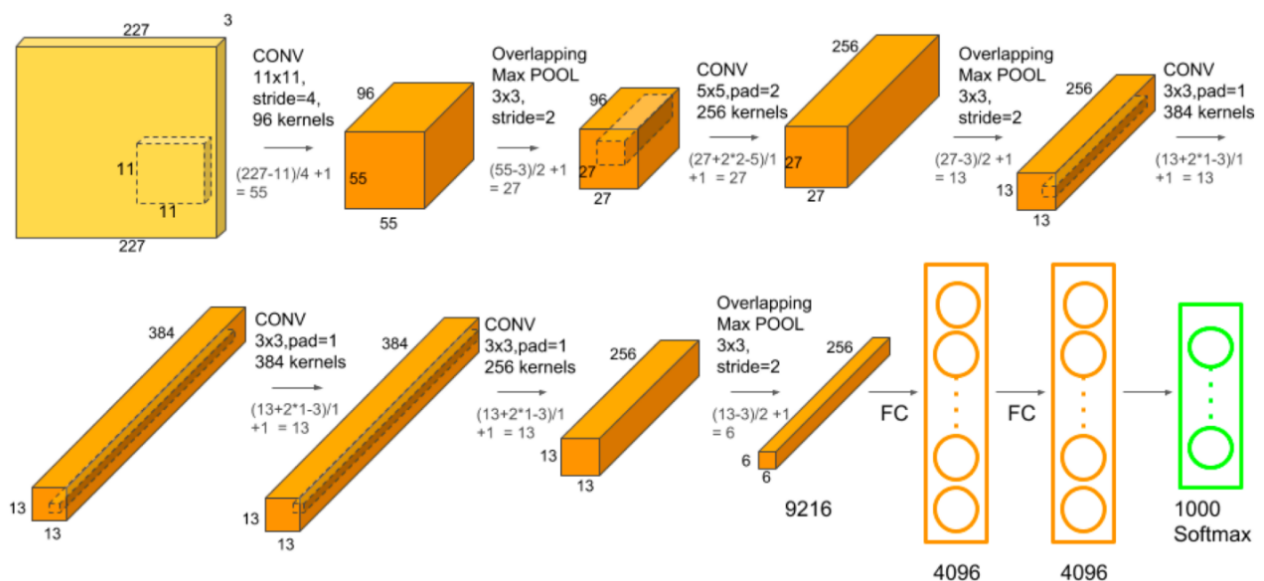 227
3
11
11
227
CONV
11x11,
stride=4,
96 kernels
(227-11)/4 +1
= 55
96
55
55
Overlapping
Max POOL
3x3,
stride=2
(55-3)/2 +1
= 27
96
27
27
CONV
5x5,pad=2
256 kernels
(27+2*2-5)/1
+1 = 27
256
27
27
Overlapping
Max POOL
3x3,
stride=2
(27-3)/2 +1
= 13
256
13
13
CONV
3x3,pad=1
384 kernels
(13+2*1-3)/1
+1 = 13
384
13
13
CONV
3x3,pad=1
384 kernels
(13+2*1-3)/1
+1 = 13
384
13
13
CONV
3x3,pad=1
256 kernels
(13+2*1-3)/1
+1 = 13
256
13
13
Overlapping
Max POOL
3x3,
stride=2
(13-3)/2 +1
= 6
256
6
6
9216
FC
4096
FC
4096
1000
Softmax